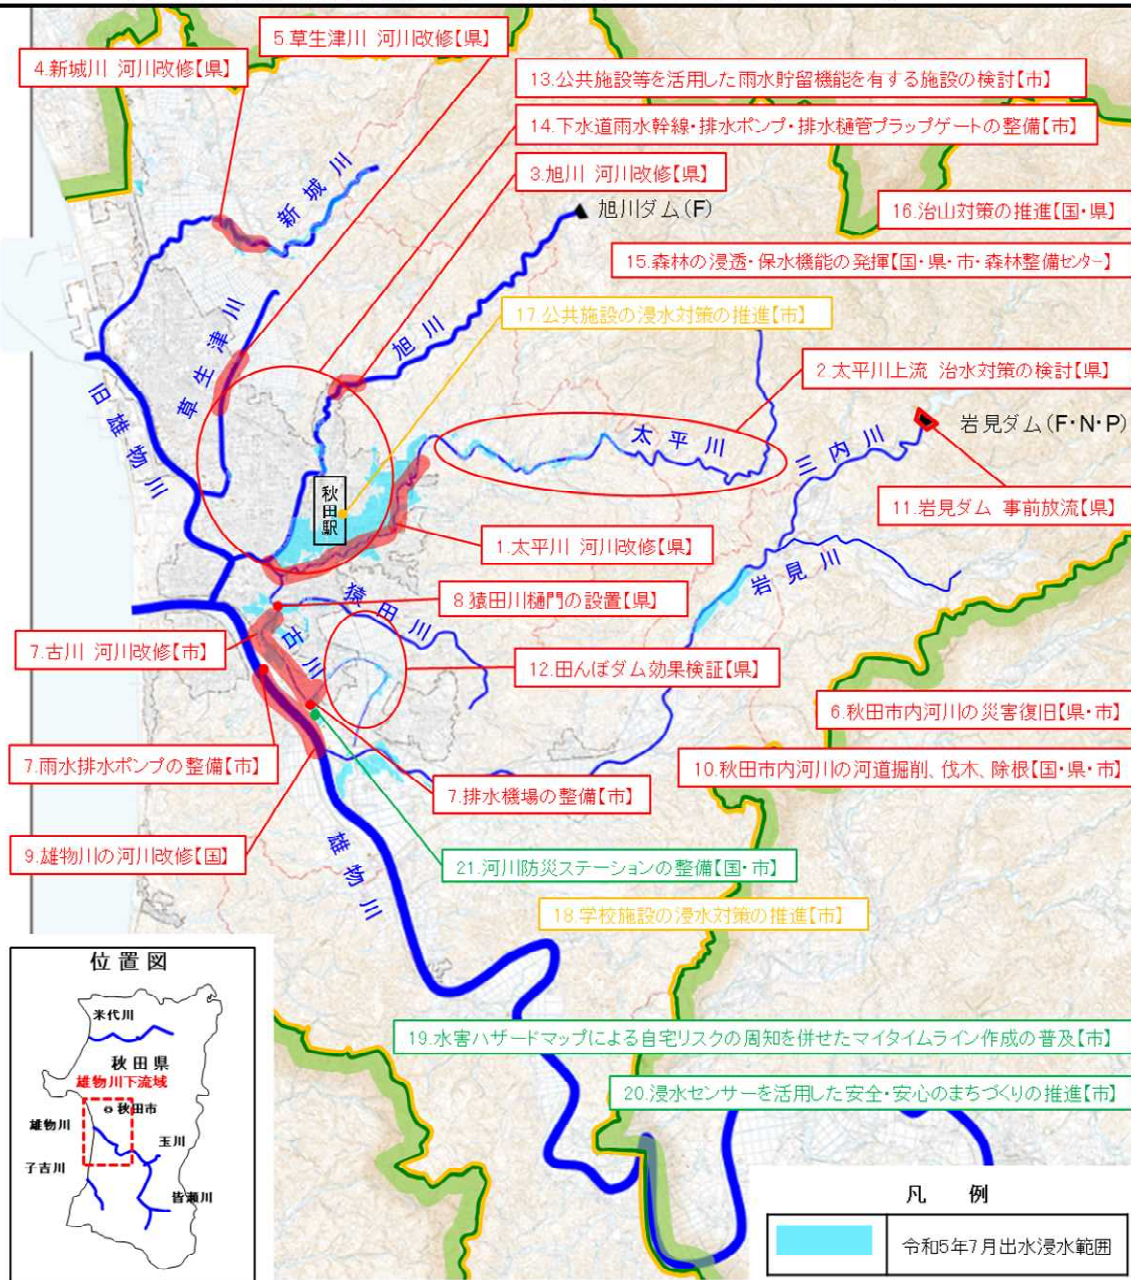 5.草生津川 河川改修【県】
4.新城川 河川改修【県】
13.公共施設等を活用した雨水貯留機能を有する施設の検討【市】
14.下水道雨水幹線・排水ポンプ・排水樋管プラップゲートの整備【市】
3.旭川 河川改修【県】
新城川
旭川ダム(F)
16.治山対策の推進【国・県】
15.森林の浸透・保水機能の発揮【国・県・市・森林整備センター】
17.公共施設の浸水対策の推進【市】
旭川
草生津川
旧雄物川
2.太平川上流 治水対策の検討【県】
太平川
三内川
岩見ダム(F・N・P)
秋田駅
11.岩見ダム 事前放流【県】
1.太平川 河川改修【県】
岩見川
8.猿田川樋門の設置【県】
猿田川
古川
7.古川 河川改修【市】
12.田んぼダム効果検証【県】
6.秋田市内河川の災害復旧【県・市】
7.雨水排水ポンプの整備【市】
10.秋田市内河川の河道掘削、伐木、除根【国・県・市】
7.排水機場の整備【市】
9.雄物川の河川改修【国】
雄物川
21.河川防災ステーションの整備【国・市】
18.学校施設の浸水対策の推進【市】
19.水害ハザードマップによる自宅リスクの周知を併せたマイタイムライン作成の普及【市】
20.浸水センサーを活用した安全・安心のまちづくりの推進【市】
位置図
米代川
秋田県
雄物川下流域
秋田市
雄物川
玉川
子吉川
皆瀬川
凡 例
令和5年7月出水浸水範囲